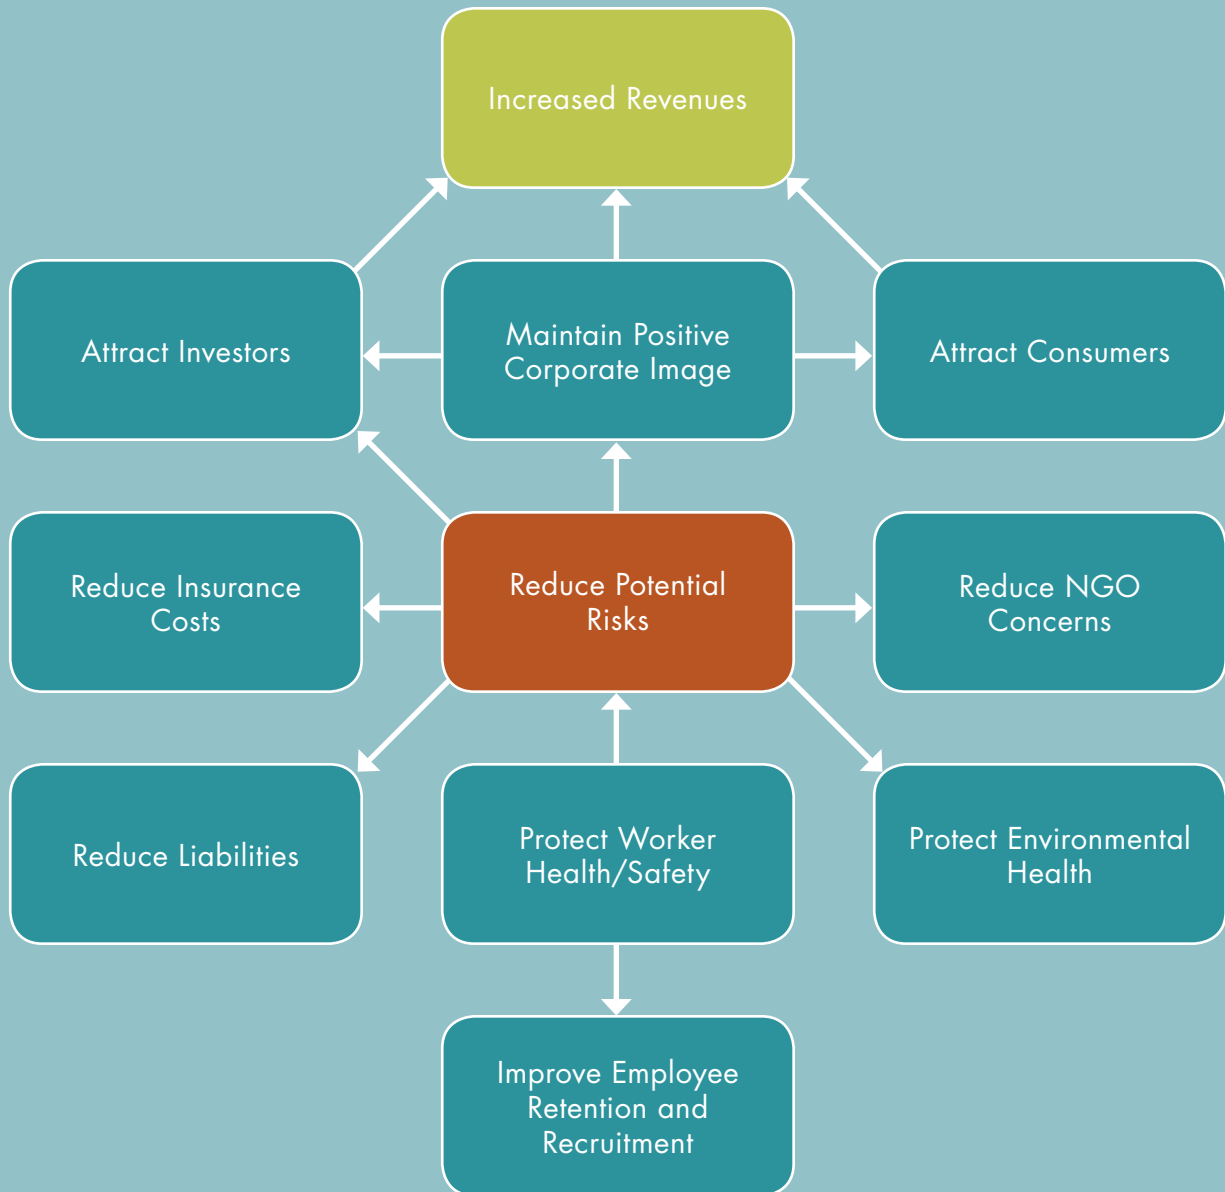 Increased Revenues
Attract Investors
Maintain Positive
Corporate Image
Attract Consumers
Reduce Insurance
Costs
Reduce Potential
Risks
Reduce NGO
Concerns
Reduce Liabilities
Protect Worker
Health/Safety
Protect Environmental
Health
Improve Employee
Retention and
Recruitment